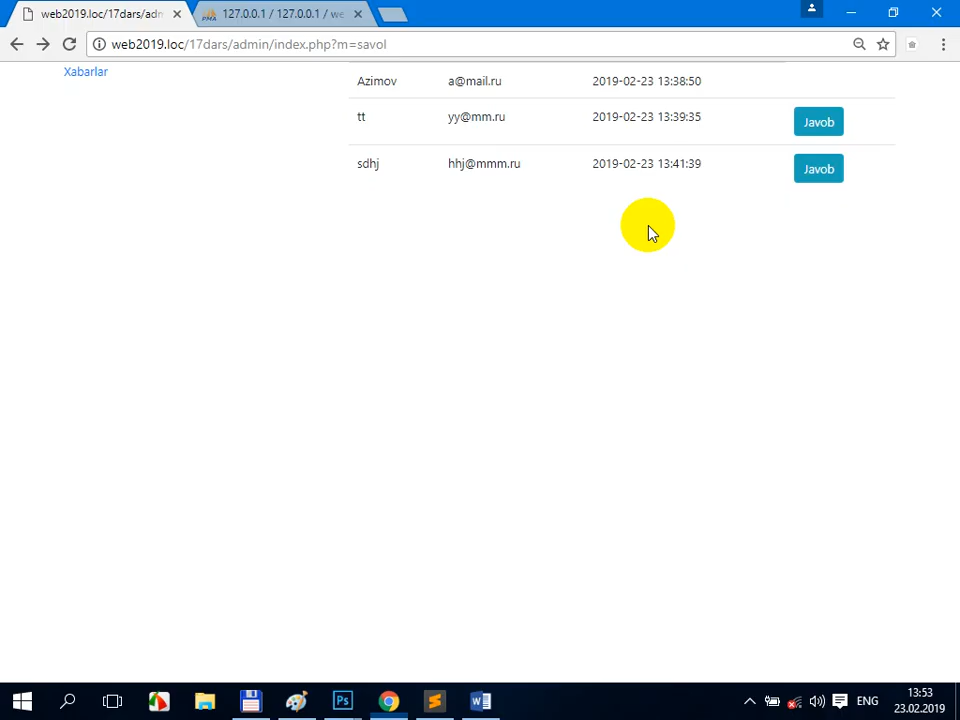 web2019.loc/17dars/adn
127.0.0.1 / 127.0.0.1 / we
web2019.loc/17dars/admin/index.php?m=savol
Xabarlar
Azimov a@mail.ru 2019-02-23 13:38:50
tt yy@mm.ru 2019-02-23 13:39:35 Javob
sdhj hhj@mmm.ru 2019-02-23 13:41:39 Javob
Ps
W
ENG
13:53
23.02.2019